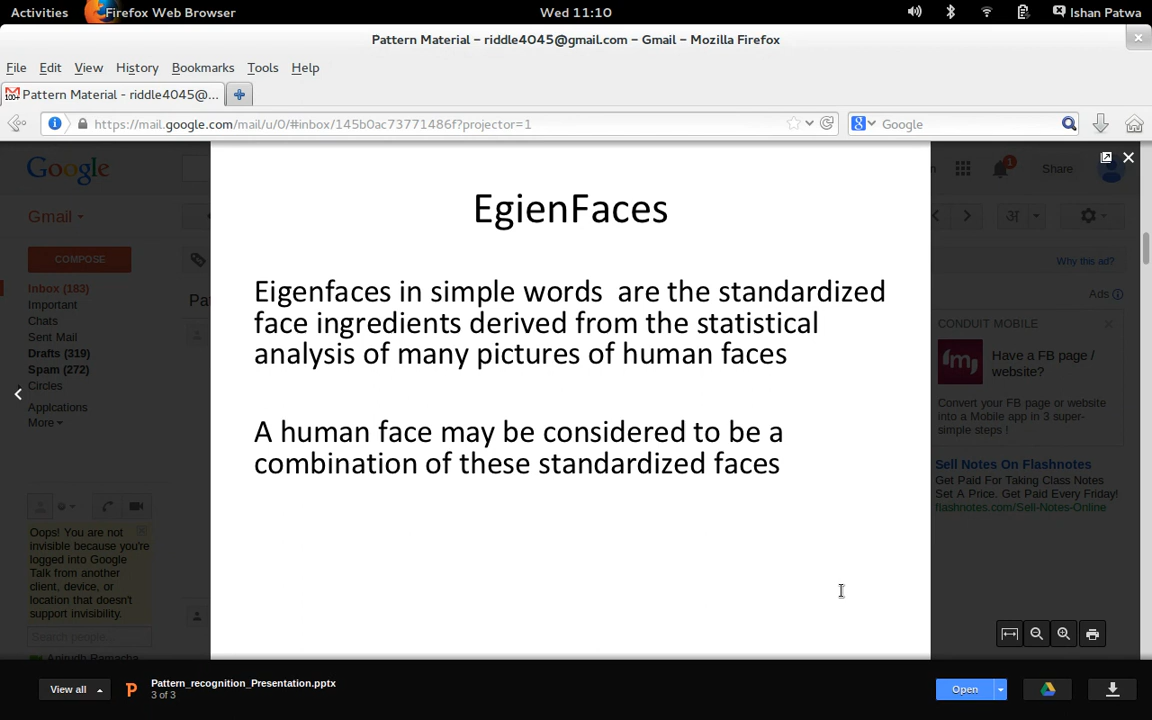 Activities Firefox Web Browser Wed 11:10 Ishan Patwa
Pattern Material – riddle4045@gmail.com – Gmail – Mozilla Firefox
File Edit View History Bookmarks Tools Help
Pattern Material - riddle4045@...
https://mail.google.com/mail/u/0/#inbox/145b0ac73771486f?projector=1 Google
Google 1 Share
Gmail अ
Why this ad?
COMPOSE
Ads
Inbox (183)
Important
Chats
Sent Mail
Drafts (319)
Spam (272)
Circles
Applcations
More
Pa
EgienFaces
Eigenfaces in simple words are the standardized
face ingredients derived from the statistical
analysis of many pictures of human faces
A human face may be considered to be a
combination of these standardized faces
CONDUIT MOBILE
Have a FB page /
website?
Convert your FB page or website
into a Mobile app in 3 super-
simple steps !
Sell Notes On Flashnotes
Get Paid For Taking Class Notes
Set A Price. Get Paid Every Friday!
flashnotes.com/Sell-Notes-Online
Oops! You are not
invisible because you're
logged into Google
Talk from another
client, device, or
location that doesn't
support invisibility.
Search people...
Anirudh Ramacha
View all Pattern_recognition_Presentation.pptx
3 of 3
Open